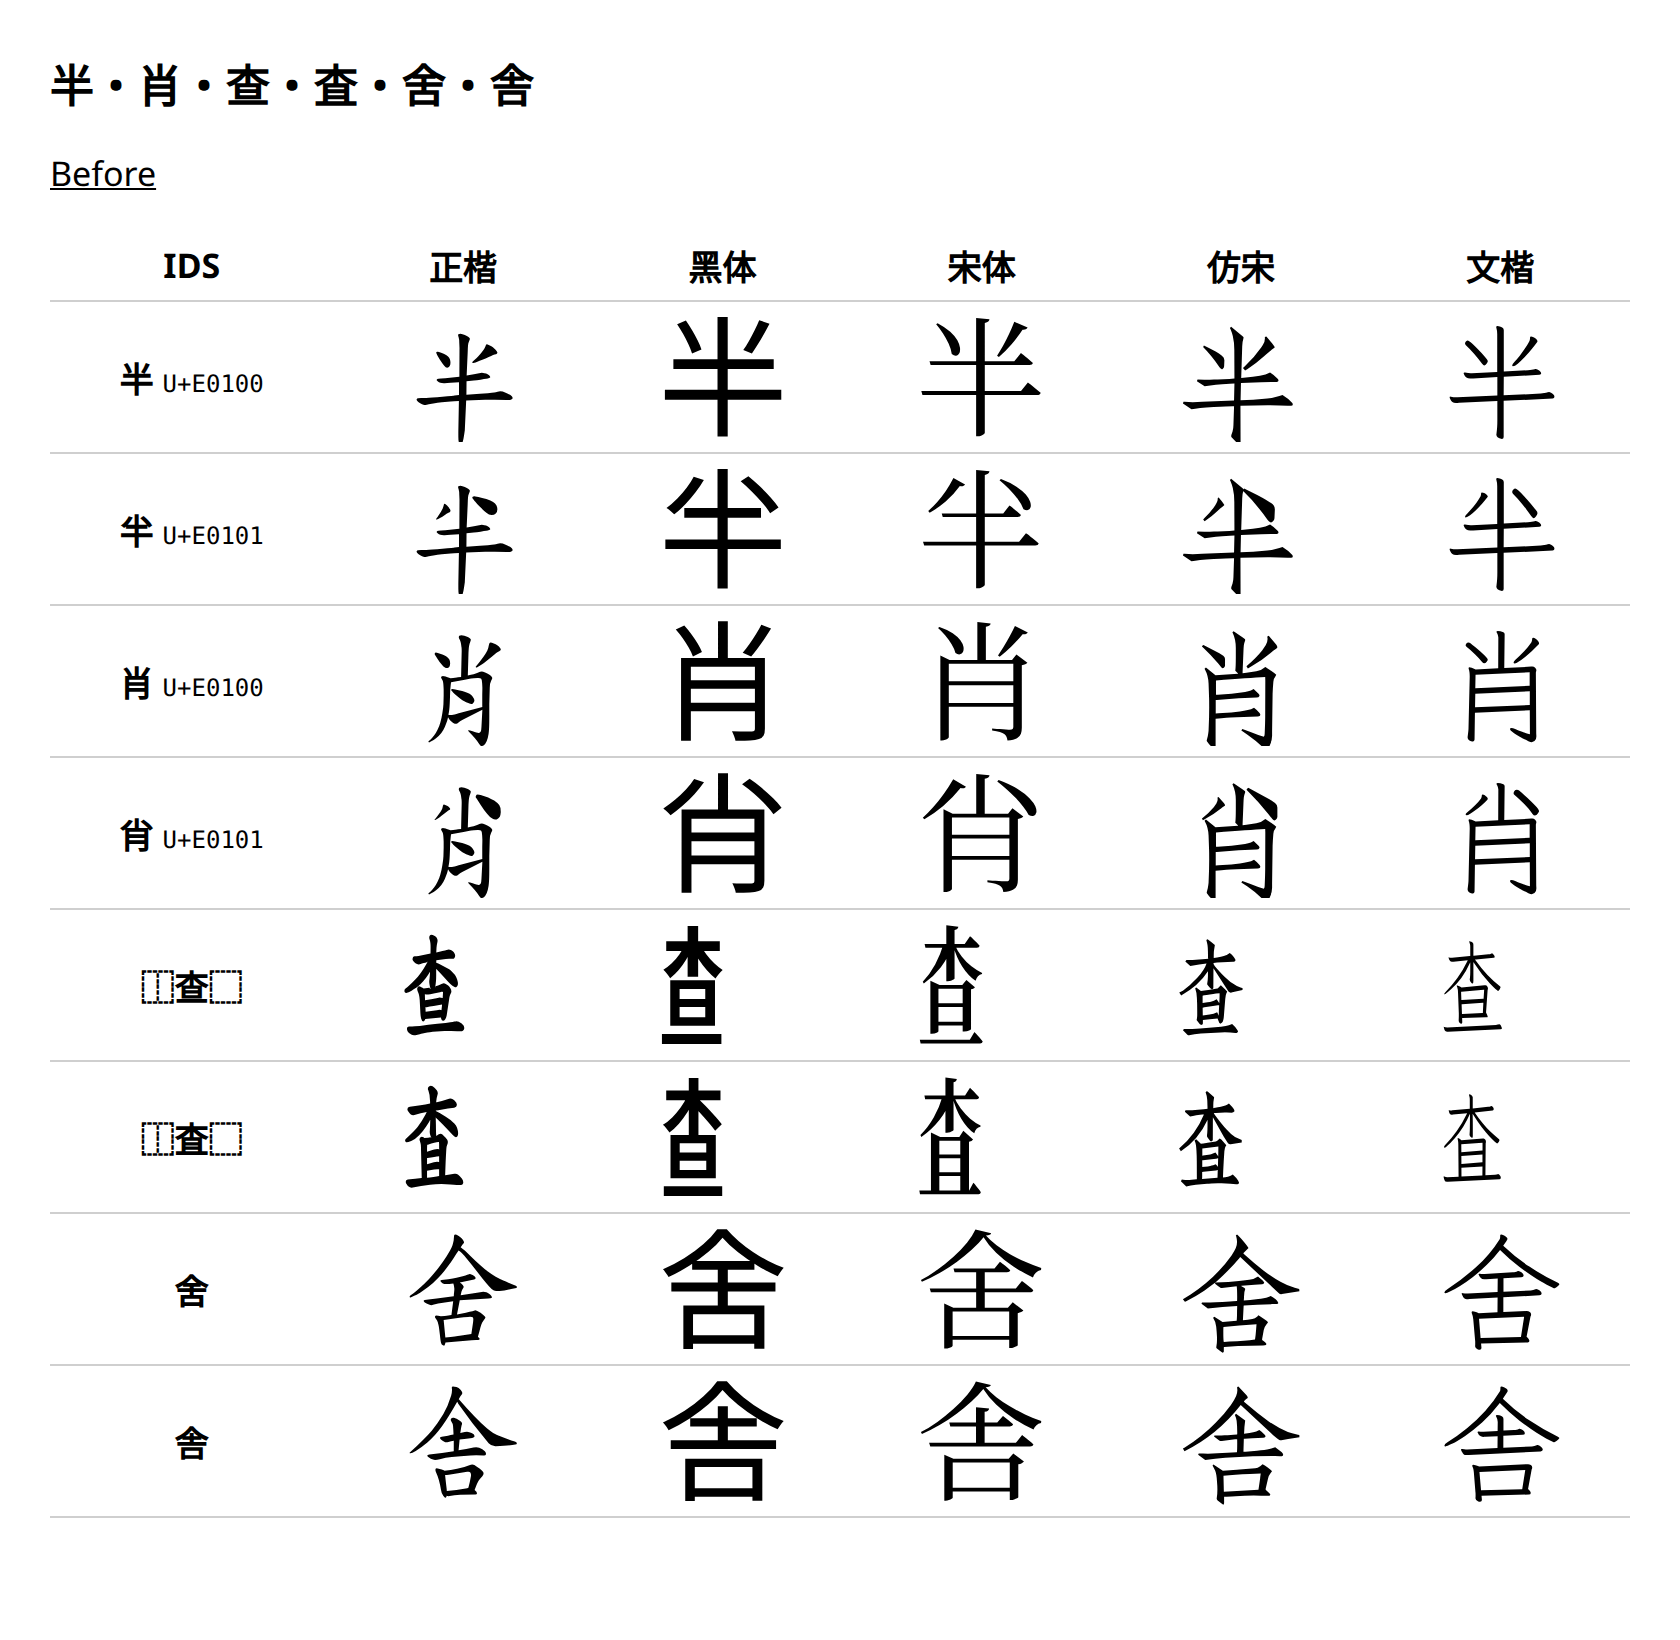 半・肖・查・査・舍・舎
Before
IDS 正楷 黑体 宋体 仿宋 文楷
半 U+E0100 半 半 半 半 半
半 U+E0101 半 半 半 半 半
肖 U+E0100 肖 肖 肖 肖 肖
肖 U+E0101 肖 肖 肖 肖 肖
⿰查⬚ 查 查 查 查 查
⿰査⬚ 査 査 査 査 査
舍 舍 舍 舍 舍 舍
舎 舎 舎 舎 舎 舎